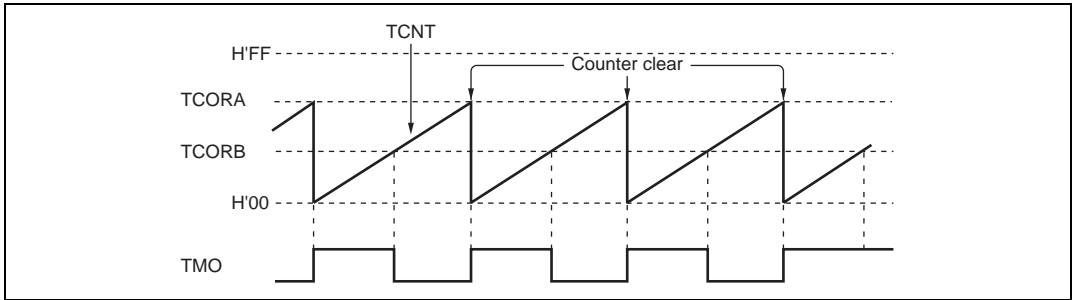 TCNT
H'FF
Counter clear
TCORA
TCORB
H'00
TMO